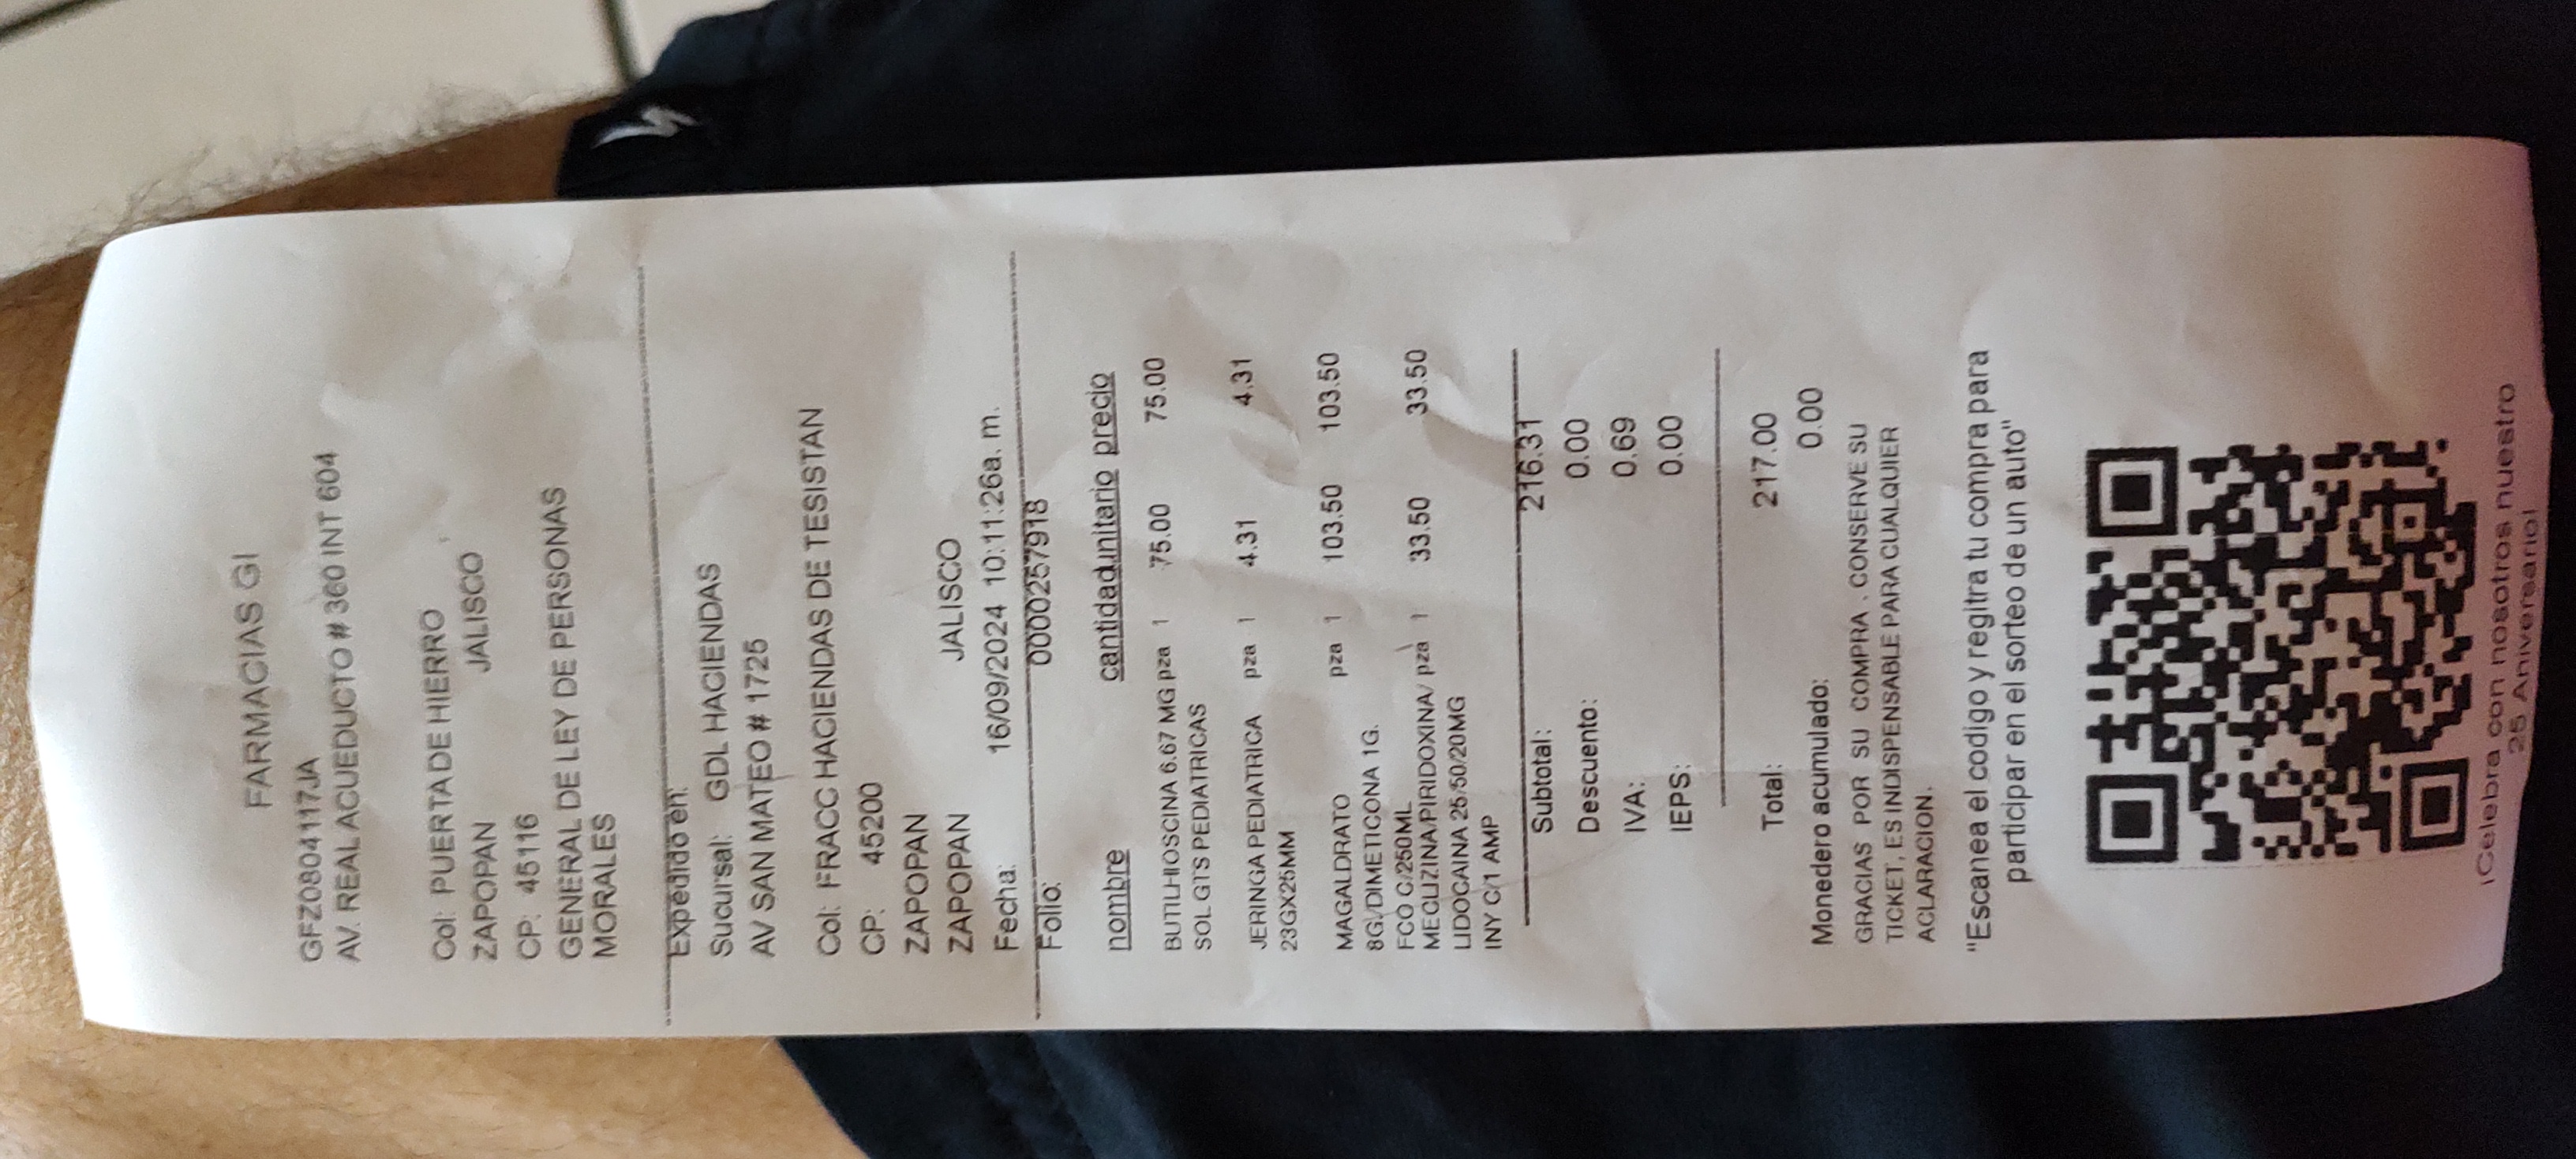 FARMACIAS GI
GFZ0804117JA
AV. REAL ACUEDUCTO # 360 INT 604
Col: PUERTA DE HIERRO
ZAPOPAN JALISCO
CP: 45116
GENERAL DE LEY DE PERSONAS
MORALES
Expedido en:
Sucursal: GDL HACIENDAS
AV SAN MATEO # 1725
Col: FRACC HACIENDAS DE TESISTAN
CP: 45200
ZAPOPAN
ZAPOPAN JALISCO
Fecha: 16/09/2024 10:11:26a. m.
Folio: 0000257918
nombre cantidad unitario precio
BUTILHIOSCINA 6.67 MG pza 1 75.00 75.00
SOL GTS PEDIATRICAS
JERINGA PEDIATRICA pza 1 4.31 4.31
23GX25MM
MAGALDRATO pza 1 103.50 103.50
8G/DIMETICONA 1G.
FCO C/250ML
MECLIZINA/PIRIDOXINA/ pza 1 33.50 33.50
LIDOCAINA 25/50/20MG
INY C/1 AMP
Subtotal: 216.31
Descuento: 0.00
IVA: 0.69
IEPS: 0.00
Total: 217.00
Monedero acumulado: 0.00
GRACIAS POR SU COMPRA . CONSERVE SU
TICKET, ES INDISPENSABLE PARA CUALQUIER
ACLARACION.
"Escanea el codigo y regitra tu compra para
participar en el sorteo de un auto"
¡Celebra con nosotros nuestro
25 Aniversario!